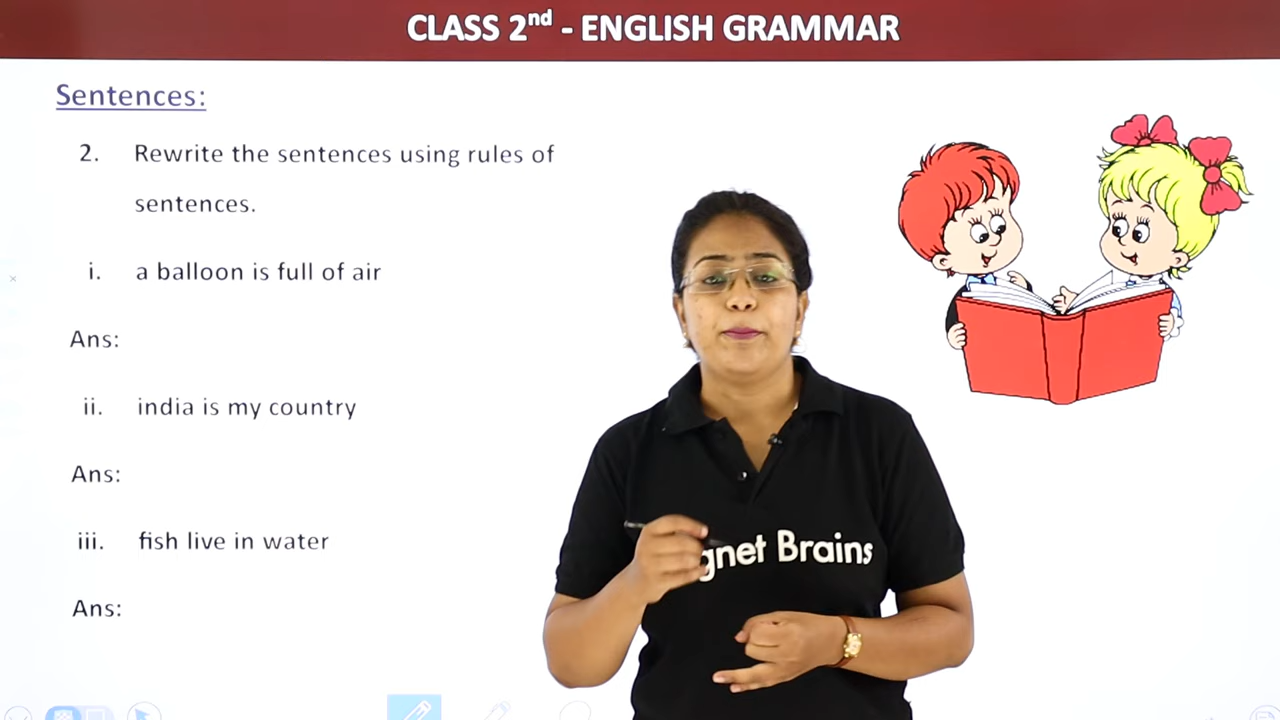 CLASS 2nd - ENGLISH GRAMMAR
Sentences:
2. Rewrite the sentences using rules of
sentences.
i. a balloon is full of air
Ans:
ii. india is my country
Ans:
iii. fish live in water
Ans:
gnet Brains